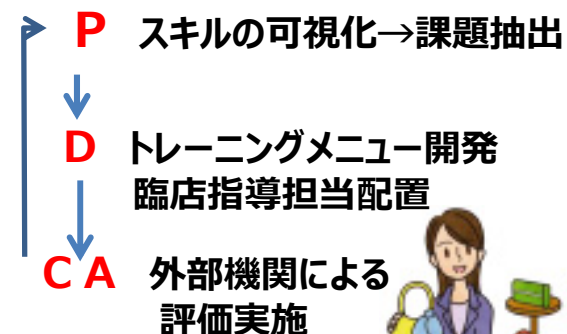 P スキルの可視化→課題抽出
D トレーニングメニュー開発
臨店指導担当配置
CA 外部機関による
評価実施